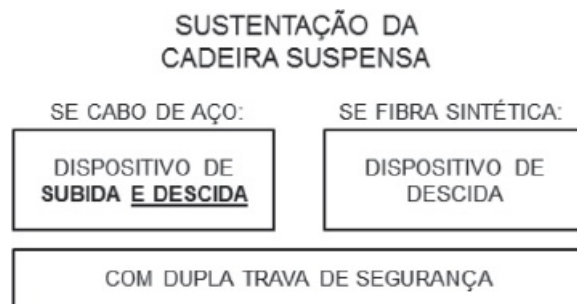 SUSTENTAÇÃO DA
CADEIRA SUSPENSA
SE CABO DE AÇO:
DISPOSITIVO DE
SUBIDA E DESCIDA
SE FIBRA SINTÉTICA:
DISPOSITIVO DE
DESCIDA
COM DUPLA TRAVA DE SEGURANÇA